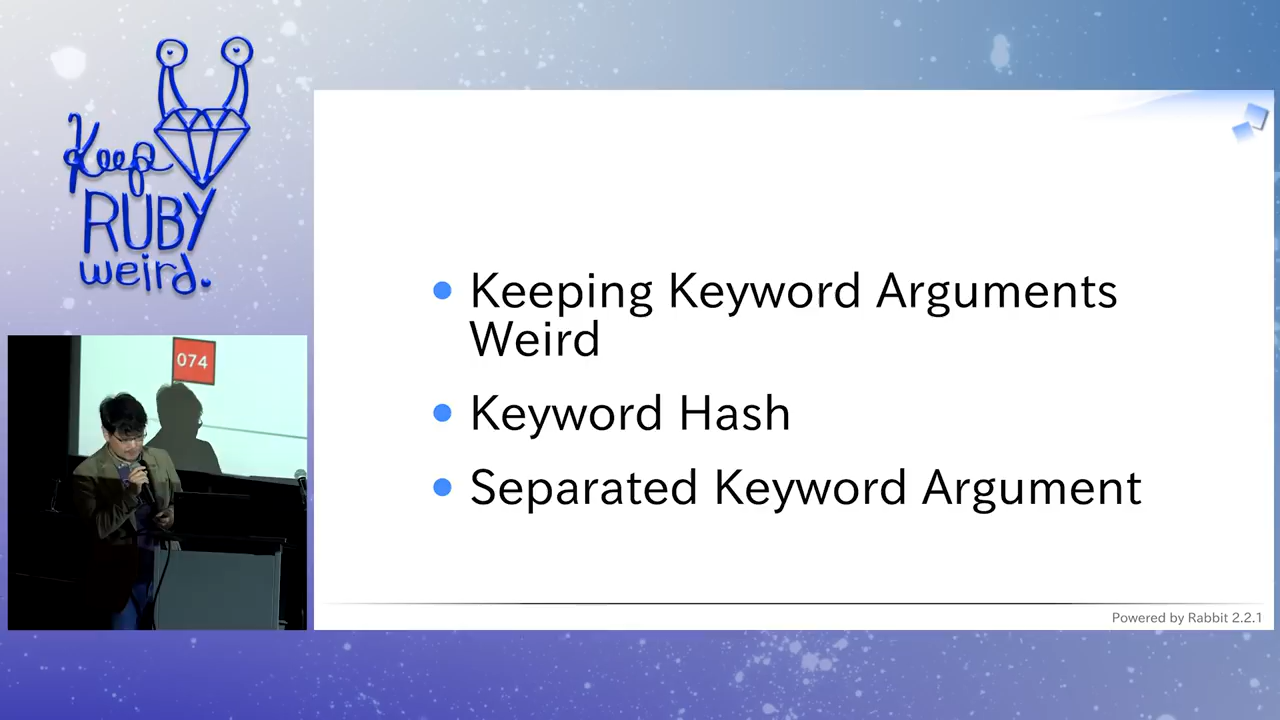 Keep
RUBY
weird.
074
Keeping Keyword Arguments
Weird
Keyword Hash
Separated Keyword Argument
Powered by Rabbit 2.2.1